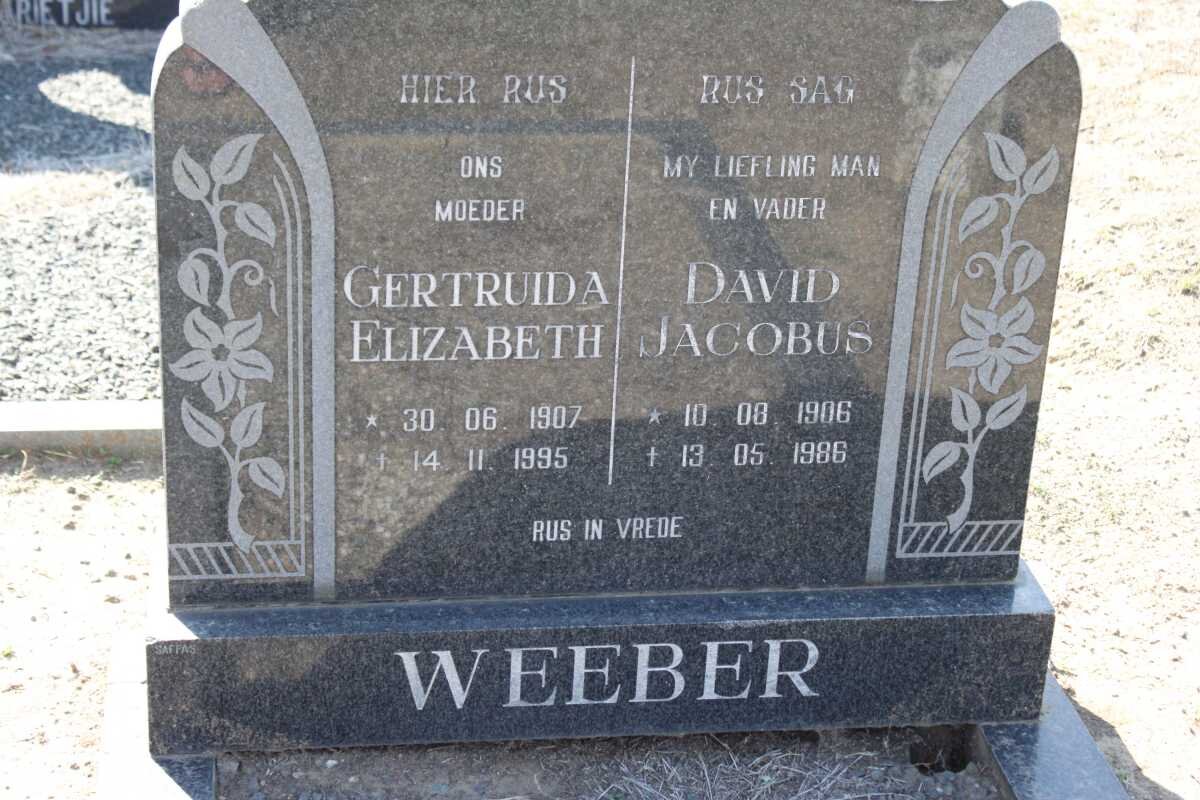 RIETJIE
HIER RUS
ONS
MOEDER
GERTRUIDA
ELIZABETH
* 30. 06. 1907
† 14. 11. 1995
RUS SAG
MY LIEFLING MAN
EN VADER
DAVID
JACOBUS
* 10. 08. 1906
† 13. 05. 1986
RUS IN VREDE
SAFFAS
WEEBER